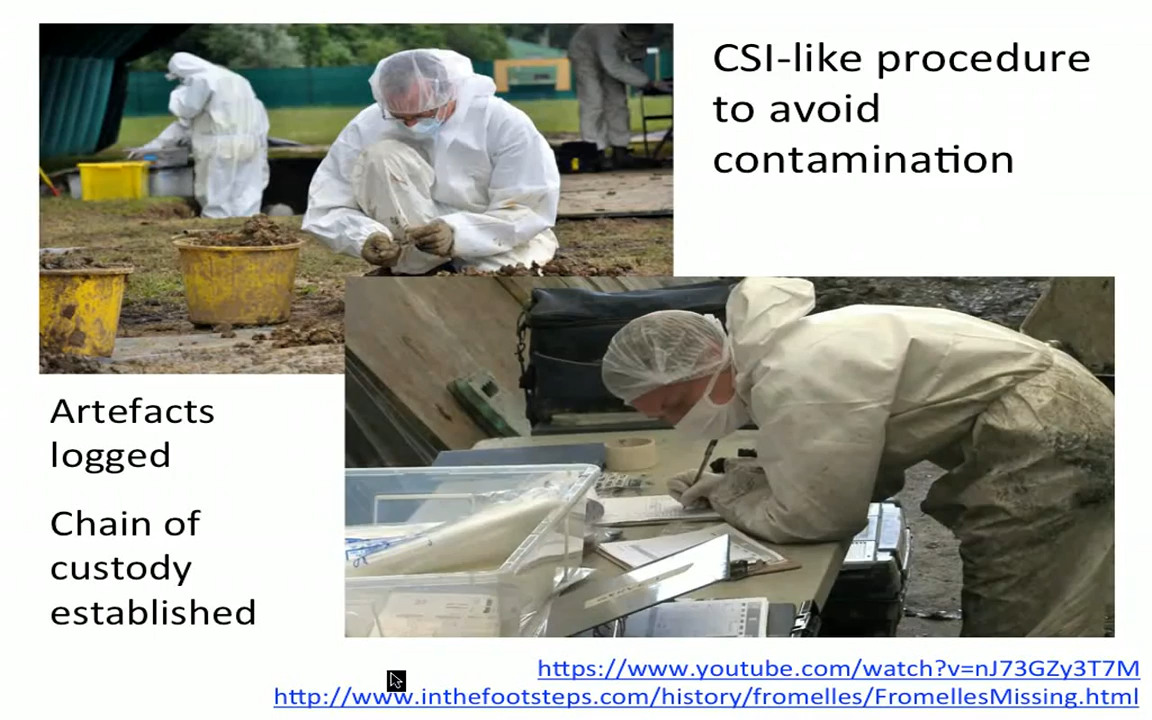 CSI-like procedure
to avoid
contamination
Artefacts
logged
Chain of
custody
established
https://www.youtube.com/watch?v=nJ73GZy3T7M
http://www.inthefootsteps.com/history/fromelles/FromellesMissing.html